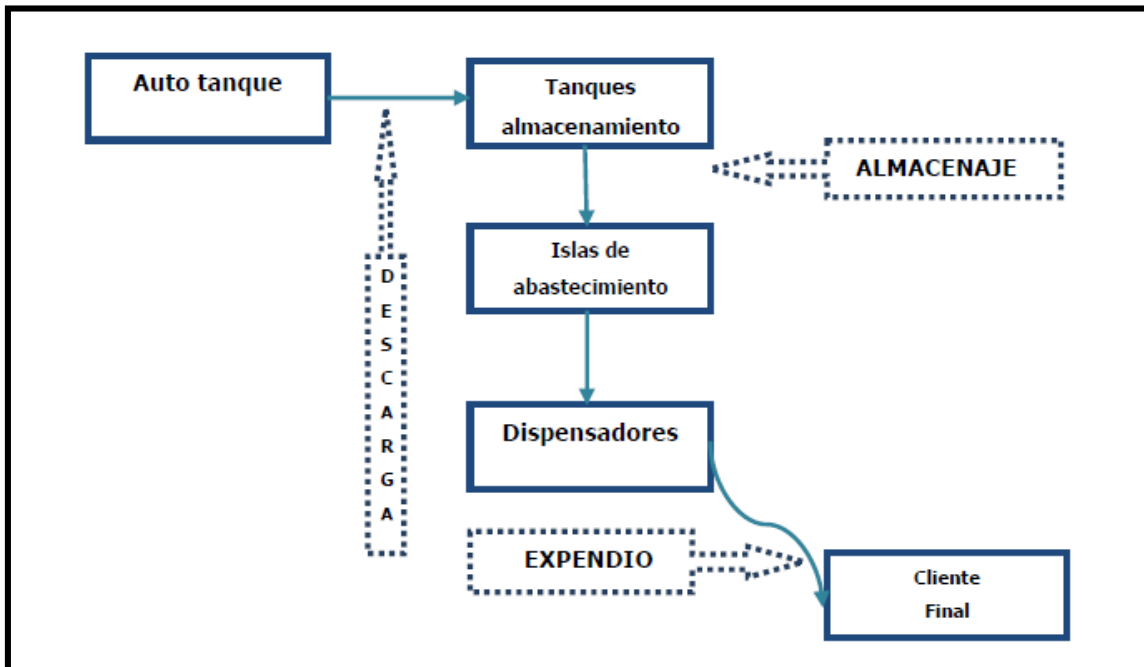 Auto tanque
Tanques
almacenamiento
ALMACENAJE
Islas de
abastecimiento
D
E
S
C
A
R
G
A
Dispensadores
EXPENDIO
Cliente
Final